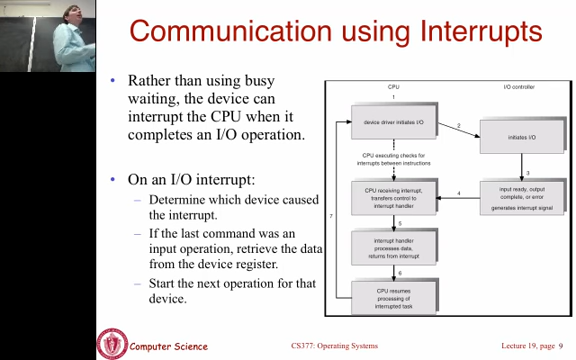 Communication using Interrupts
• Rather than using busy
waiting, the device can
interrupt the CPU when it
completes an I/O operation.
• On an I/O interrupt:
– Determine which device caused
the interrupt.
– If the last command was an
input operation, retrieve the data
from the device register.
– Start the next operation for that
device.
CPU
I/O controller
1
device driver initiates I/O
2
initiates I/O
CPU executing checks for
interrupts between instructions
3
CPU receiving interrupt,
transfers control to
interrupt handler
4
input ready, output
complete, or error
generates interrupt signal
7
5
interrupt handler
processes data,
returns from interrupt
6
CPU resumes
processing of
interrupted task
Computer Science
CS377: Operating Systems
Lecture 19, page 9